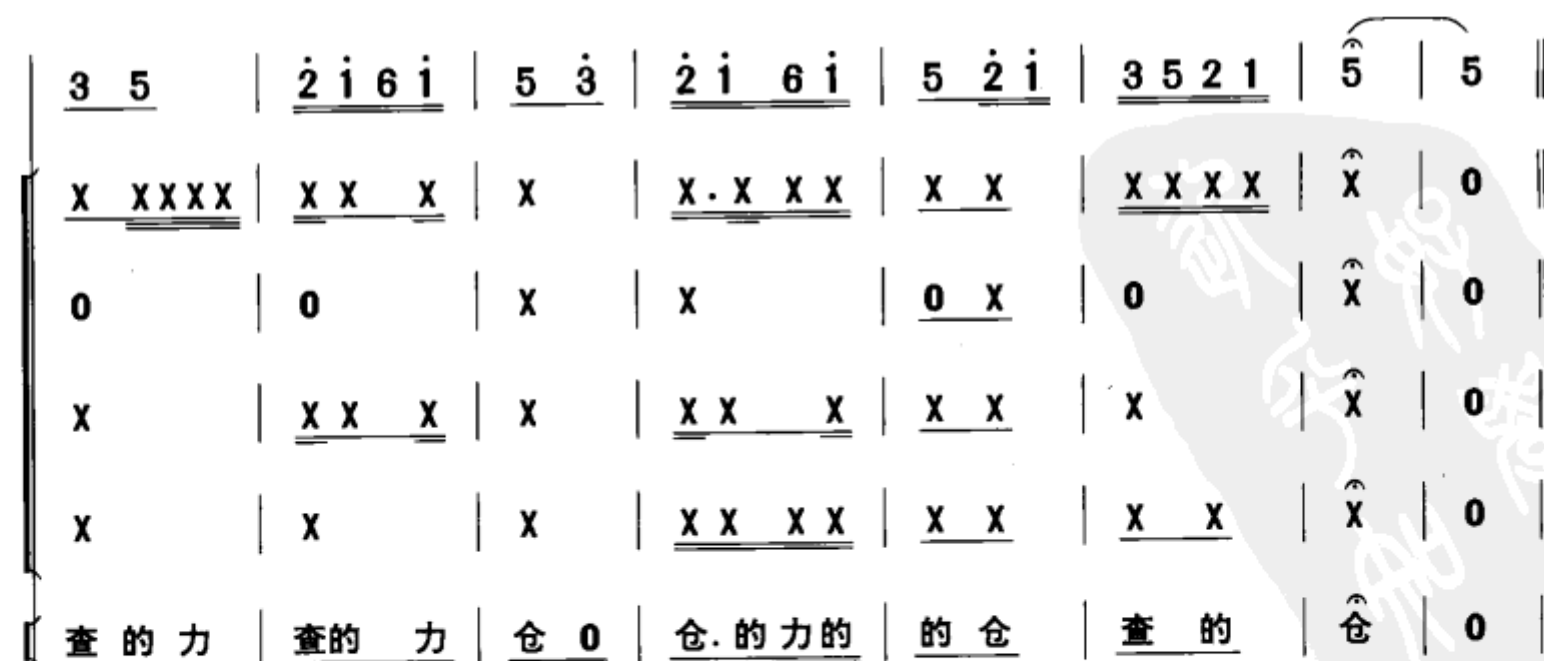 3 5 | 2̇ 1̇ 6 1̇ | 5 3̇ | 2̇ 1̇ 6 1̇ | 5 2̇ 1̇ | 3 5 2 1 | 5 | 5 ‖
X X X X X | X X X | X | X · X X X | X X | X X X X | X | 0
0 | 0 | X | X | 0 X | 0 | X | 0
X | X X X | X | X X X | X X | X | X | 0
X | X | X | X X X X | X X | X X | X | 0
查 的 力 | 查的 力 | 仓 0 | 仓. 的 力 的 | 的 仓 | 查 的 | 仓 | 0